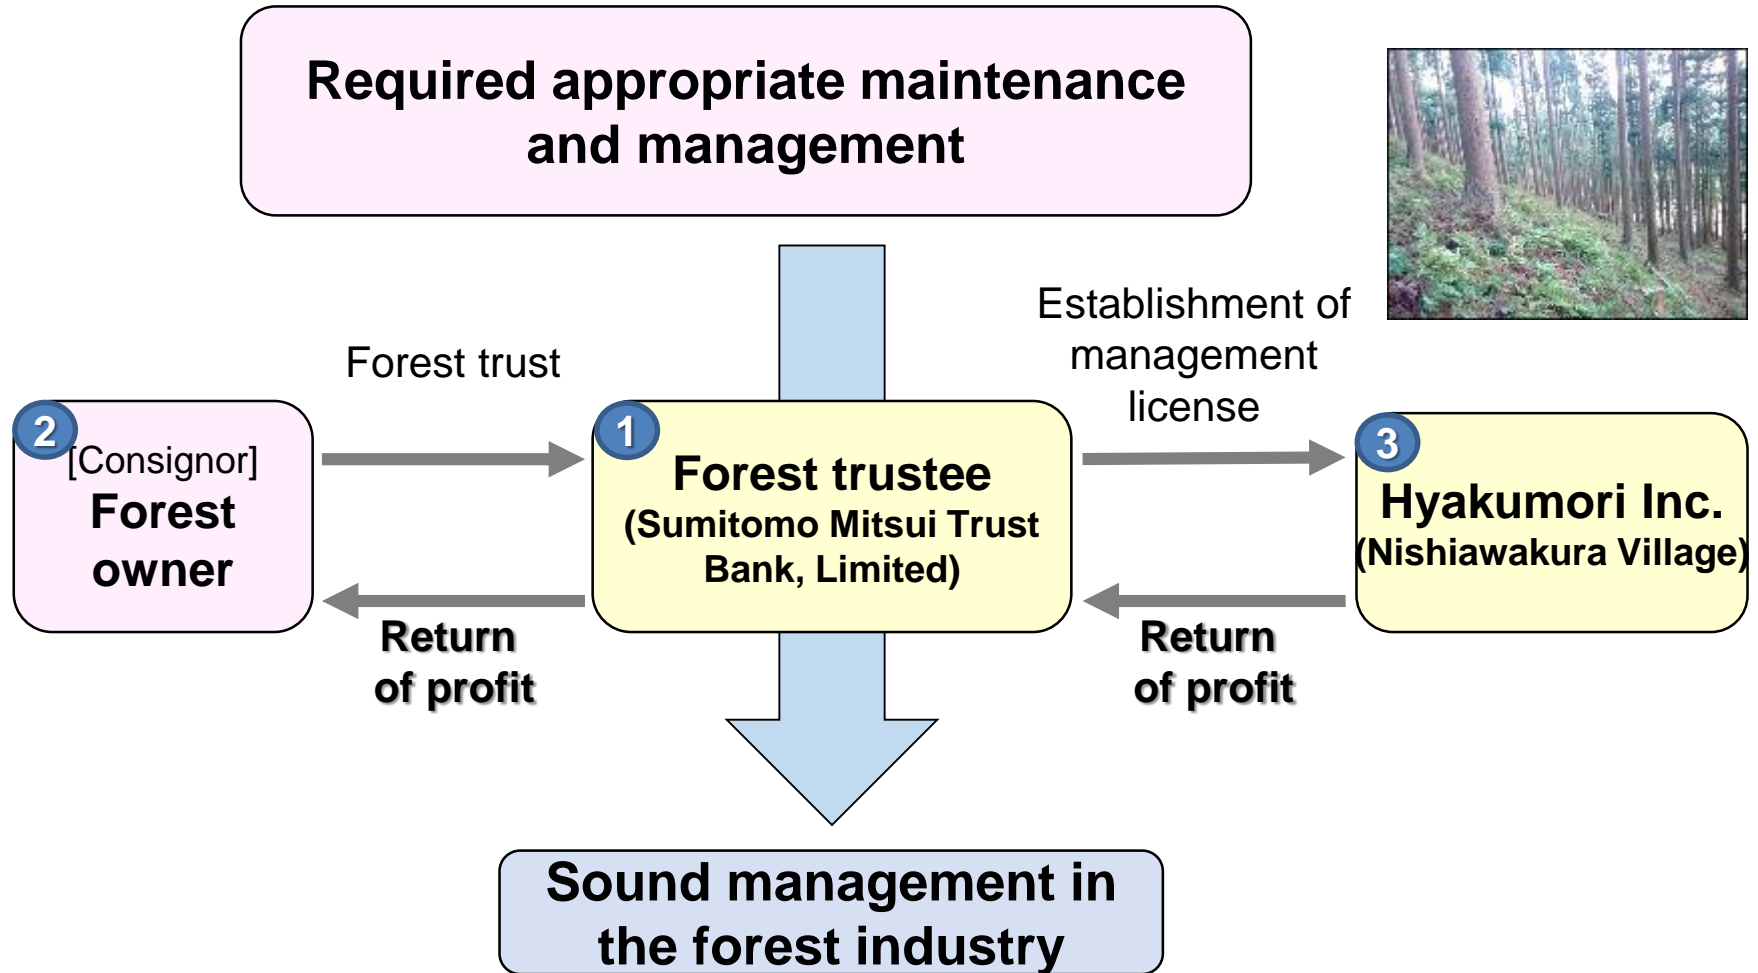 Required appropriate maintenance
and management
Establishment of
management
license
Forest trust
2
[Consignor]
Forest
owner
1
Forest trustee
(Sumitomo Mitsui Trust
Bank, Limited)
3
Hyakumori Inc.
(Nishiawakura Village)
Return
of profit
Return
of profit
Sound management in
the forest industry